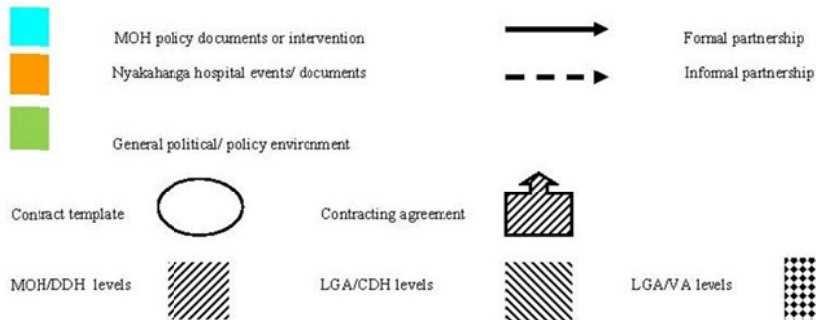 MOH policy documents or intervention
Formal partnership
Nyakahanga hospital events/ documents
Informal partnership
General political/ policy environment
Contract template
Contracting agreement
MOH/DDH levels
LGA/CDH levels
LGA/VA levels